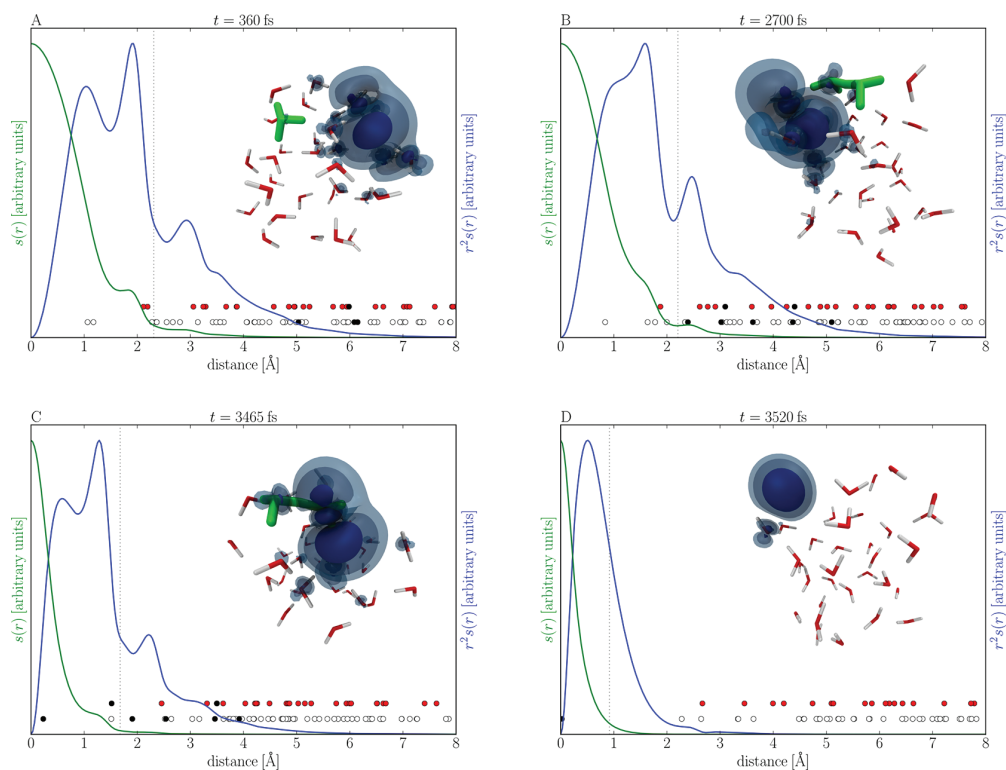 A
t = 360 fs
s(r) [arbitrary units]
r²s(r) [arbitrary units]
0 1 2 3 4 5 6 7 8
distance [Å]
B
t = 2700 fs
s(r) [arbitrary units]
r²s(r) [arbitrary units]
0 1 2 3 4 5 6 7 8
distance [Å]
C
t = 3465 fs
s(r) [arbitrary units]
r²s(r) [arbitrary units]
0 1 2 3 4 5 6 7 8
distance [Å]
D
t = 3520 fs
s(r) [arbitrary units]
r²s(r) [arbitrary units]
0 1 2 3 4 5 6 7 8
distance [Å]